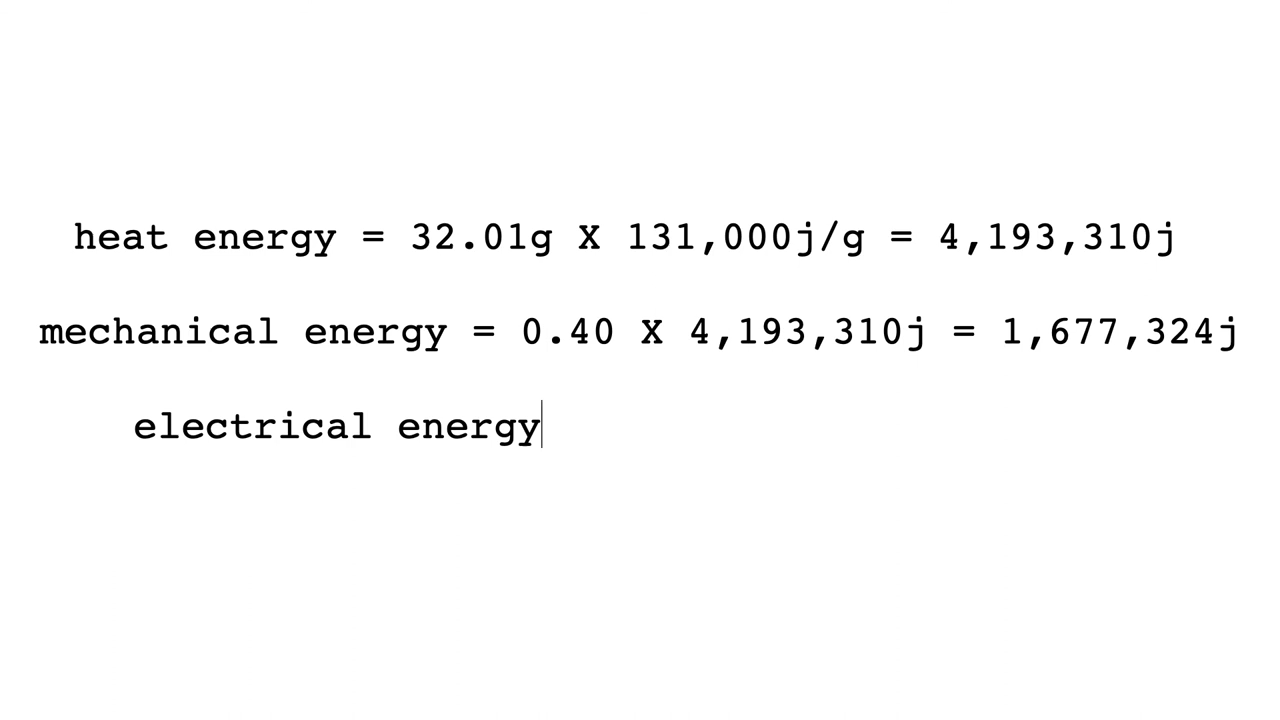 heat energy = 32.01g X 131,000j/g = 4,193,310j
mechanical energy = 0.40 X 4,193,310j = 1,677,324j
electrical energy